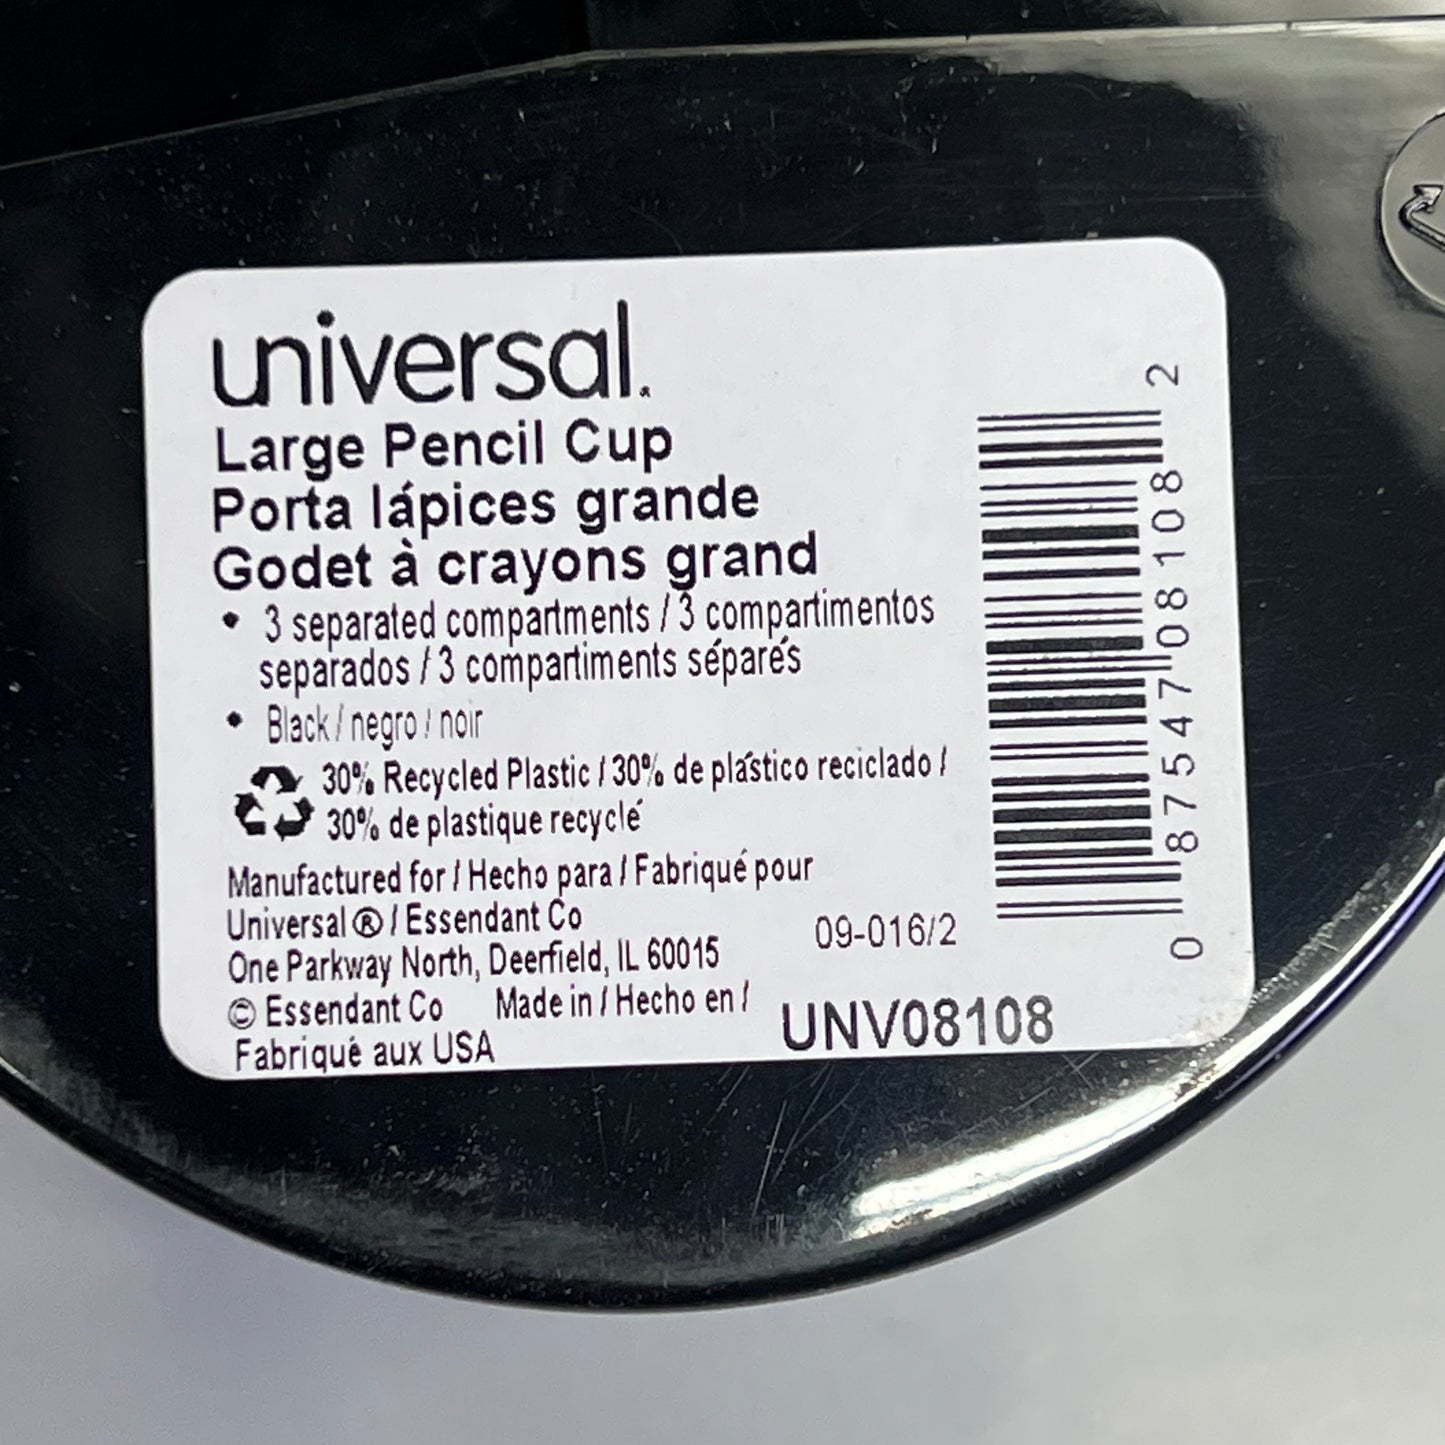 universal.
Large Pencil Cup
Porta lápices grande
Godet à crayons grand
• 3 separated compartments / 3 compartimentos
separados / 3 compartiments séparés
• Black / negro / noir
30% Recycled Plastic / 30% de plástico reciclado /
30% de plastique recyclé
Manufactured for / Hecho para / Fabriqué pour
Universal® / Essendant Co
One Parkway North, Deerfield, IL 60015
© Essendant Co Made in / Hecho en /
Fabriqué aux USA
09-016/2
UNV08108
0 87547 08108 2